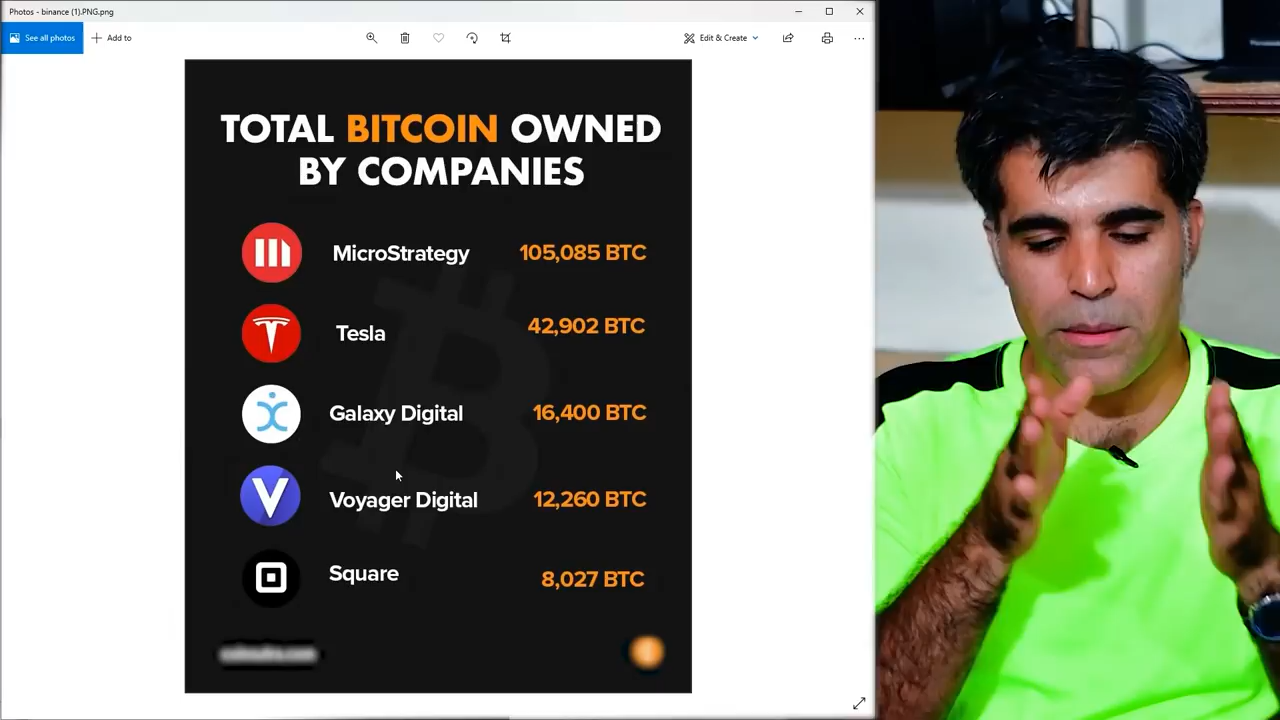 Photos - binance (1).PNG.png
See all photos
Add to
Edit & Create
TOTAL BITCOIN OWNED
BY COMPANIES
MicroStrategy 105,085 BTC
Tesla 42,902 BTC
Galaxy Digital 16,400 BTC
Voyager Digital 12,260 BTC
Square 8,027 BTC